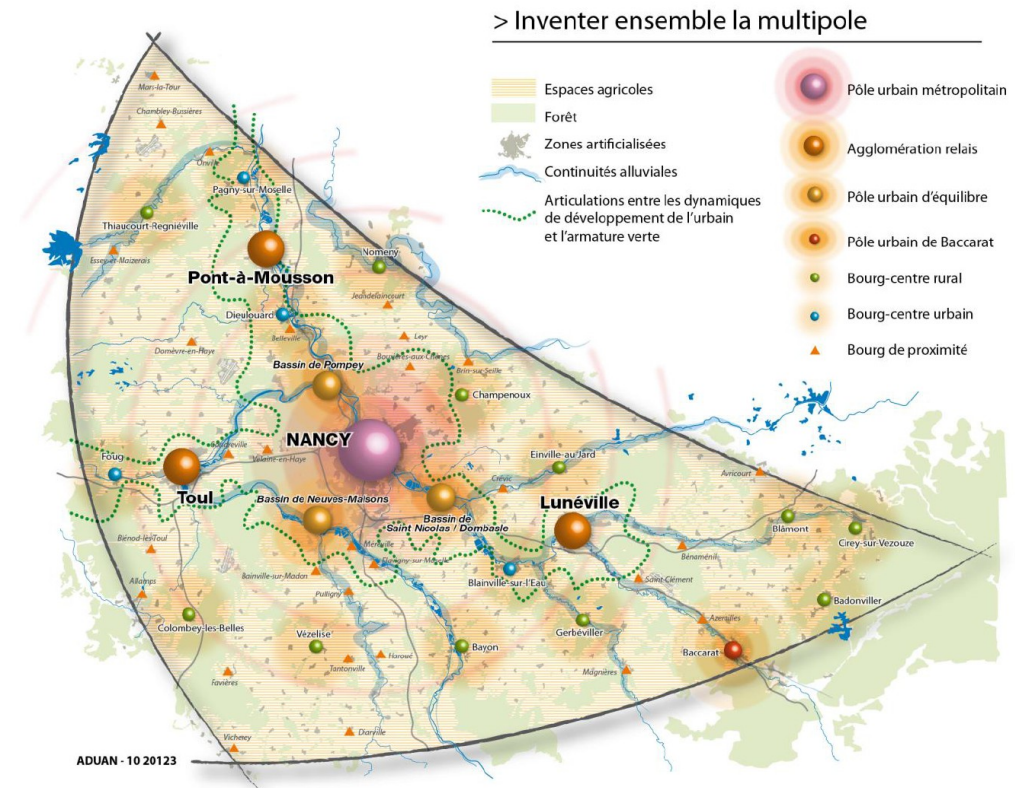 > Inventer ensemble la multipole
Espaces agricoles
Forêt
Zones artificialisées
Continuités alluviales
Articulations entre les dynamiques
de développement de l'urbain
et l'armature verte
Pôle urbain métropolitain
Agglomération relais
Pôle urbain d'équilibre
Pôle urbain de Baccarat
Bourg-centre rural
Bourg-centre urbain
Bourg de proximité
Mars-la-Tour
Chambley-Bussières
Onville
Pagny-sur-Moselle
Thiaucourt-Regniéville
Essey-et-Maizerais
Nomeny
Pont-à-Mousson
Jeandelaincourt
Dieulouard
Belleville
Leyr
Domèvre-en-Haye
Bouxières-aux-Chênes
Bassin de Pompey
Brin-sur-Seille
Champenoux
NANCY
Velaine-en-Haye
Foug
Einville-au-Jard
Crévic
Avricourt
Toul
Bassin de Neuves-Maisons
Lunéville
Bassin de
Saint Nicolas / Dombasle
Blâmont
Cirey-sur-Vezouze
Bénaménil
Méréville
Blainville-sur-l'Eau
Saint-Clément
Bainville-sur-Madon
Allamps
Pulligny
Badonviller
Colombey-les-Belles
Gerbéviller
Azerailles
Vézelise
Bayon
Baccarat
Haroué
Tantonville
Favières
Magnières
Diarville
Vicherey
ADUAN - 10 20123